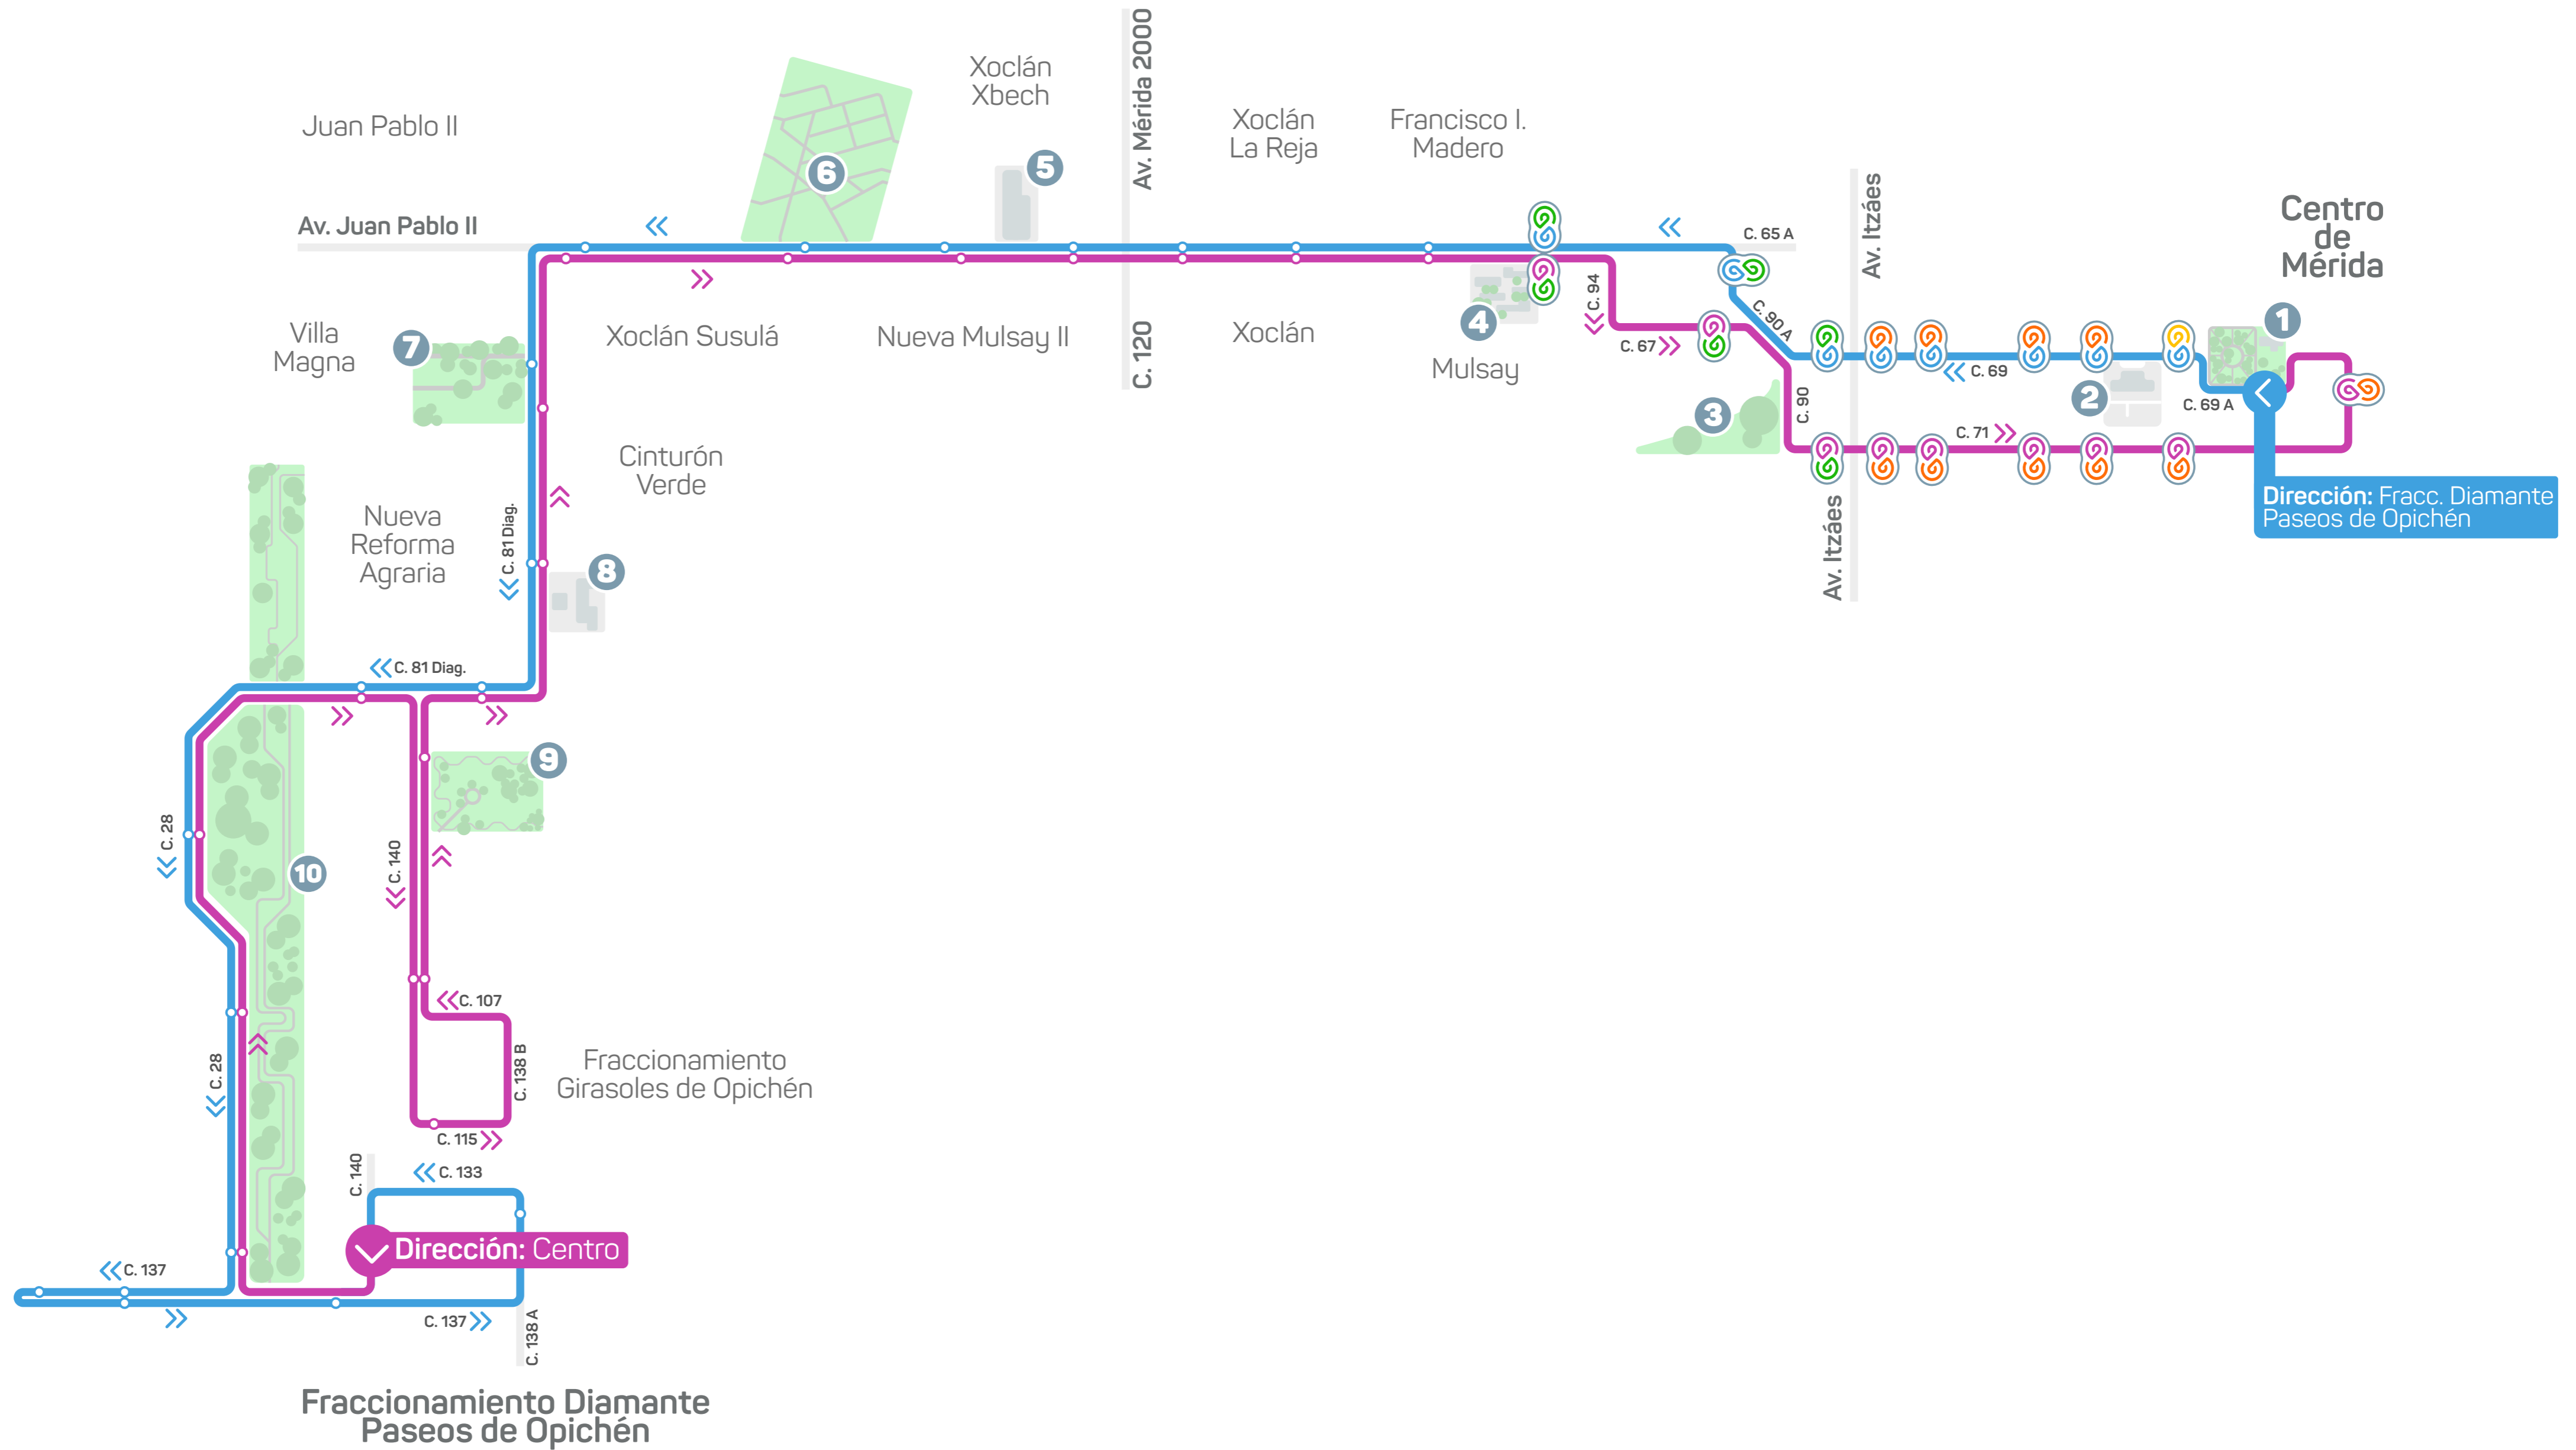 Xoclán
Xbech
Av. Mérida 2000
Juan Pablo II
Xoclán
La Reja
Francisco I.
Madero
6
5
Av. Juan Pablo II
C. 65 A
Av. Itzáes
Centro
de
Mérida
Villa
Magna
7
Xoclán Susulá
Nueva Mulsay II
C. 120
Xoclán
4
Mulsay
C. 94
C. 67
C. 90 A
1
C. 69
2
C. 69 A
3
C. 90
C. 71
Cinturón
Verde
Nueva
Reforma
Agraria
C. 81 Diag.
8
Av. Itzáes
Dirección: Fracc. Diamante
Paseos de Opichén
C. 81 Diag.
9
C. 28
C. 140
10
C. 107
C. 28
C. 138 B
Fraccionamiento
Girasoles de Opichén
C. 115
C. 140
C. 133
Dirección: Centro
C. 137
C. 137
C. 138 A
Fraccionamiento Diamante
Paseos de Opichén